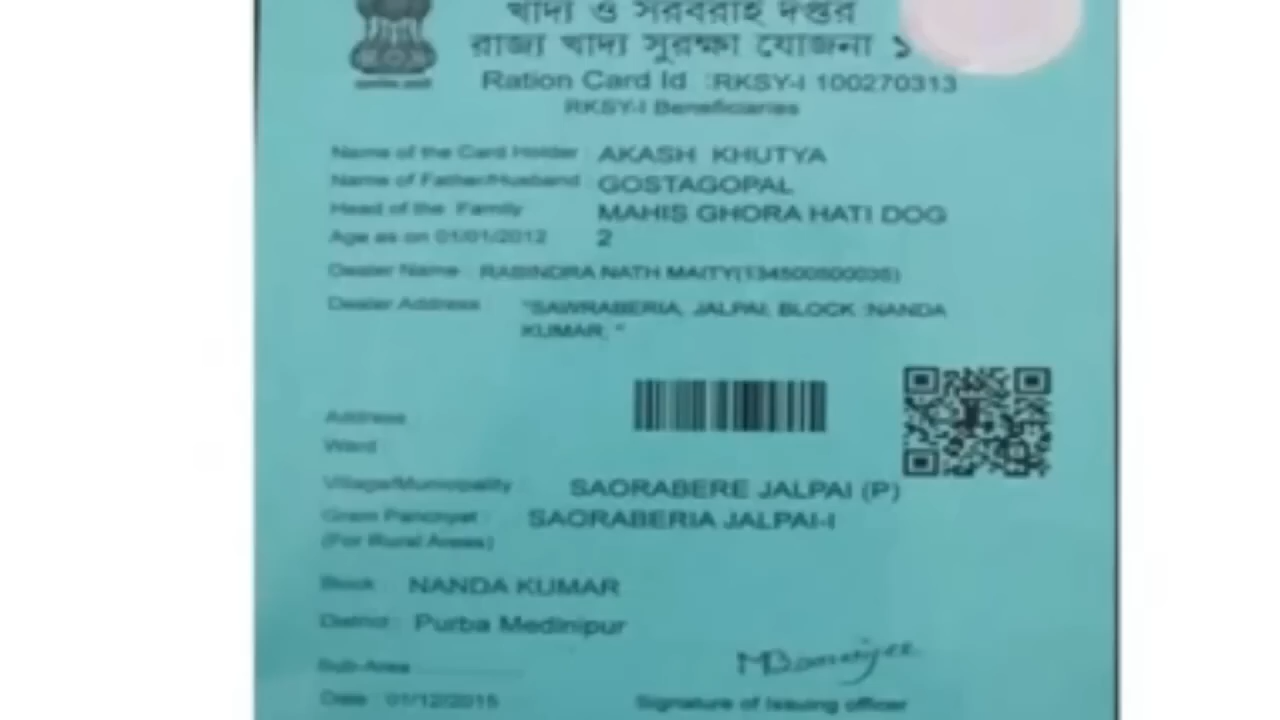 খাদ্য ও সরবরাহ দপ্তর
রাজ্য খাদ্য সুরক্ষা যোজনা ১
Ration Card Id :RKSY-I 100270313
RKSY-I Beneficiaries
Name of the Card Holder AKASH KHUTYA
Name of Father/Husband GOSTAGOPAL
Head of the Family MAHIS GHORA HATI DOG
Age as on 01/01/2012 2
Dealer Name : RABINDRA NATH MAITY
Dealer Address "SAWRABERIA, JALPAI, BLOCK :NANDA
KUMAR, "
Address
Ward
Village/Municipality SAORABERE JALPAI (P)
Gram Panchyet SAORABERIA JALPAI-I
(For Rural Areas)
Block NANDA KUMAR
District : Purba Medinipur
Sub-Area
Date : 01/12/2015
MBanerjee
Signature of Issuing officer